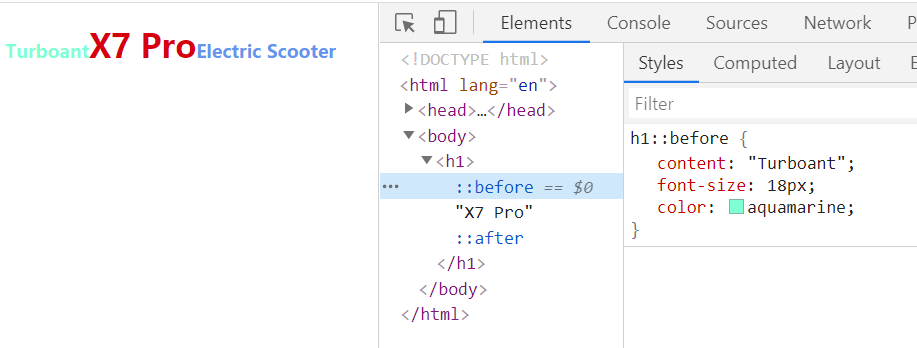 TurboantX7 ProElectric Scooter
Elements Console Sources Network
<!DOCTYPE html>
<html lang="en">
<head>…</head>
<body>
<h1>
::before == $0
"X7 Pro"
::after
</h1>
</body>
</html>
Styles Computed Layout
Filter
h1::before {
content: "Turboant";
font-size: 18px;
color: aquamarine;
}